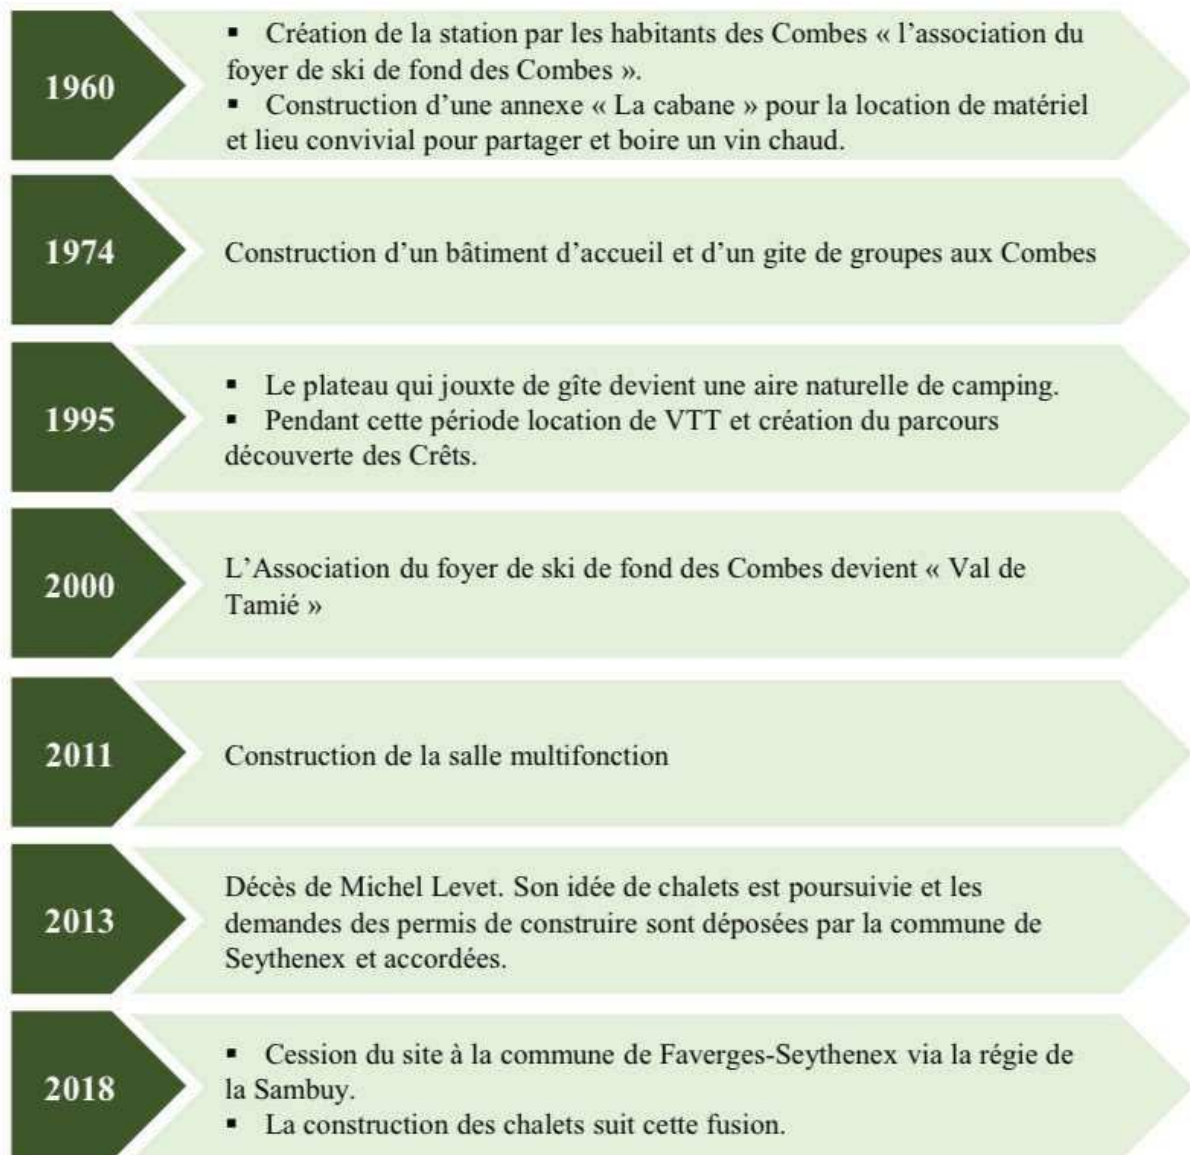 1960
▪ Création de la station par les habitants des Combes « l’association du
foyer de ski de fond des Combes ».
▪ Construction d’une annexe « La cabane » pour la location de matériel
et lieu convivial pour partager et boire un vin chaud.
1974
Construction d’un bâtiment d’accueil et d’un gite de groupes aux Combes
1995
▪ Le plateau qui jouxte de gîte devient une aire naturelle de camping.
▪ Pendant cette période location de VTT et création du parcours
découverte des Crêts.
2000
L’Association du foyer de ski de fond des Combes devient « Val de
Tamié »
2011
Construction de la salle multifonction
2013
Décès de Michel Levet. Son idée de chalets est poursuivie et les
demandes des permis de construire sont déposées par la commune de
Seythenex et accordées.
2018
▪ Cession du site à la commune de Faverges-Seythenex via la régie de
la Sambuy.
▪ La construction des chalets suit cette fusion.